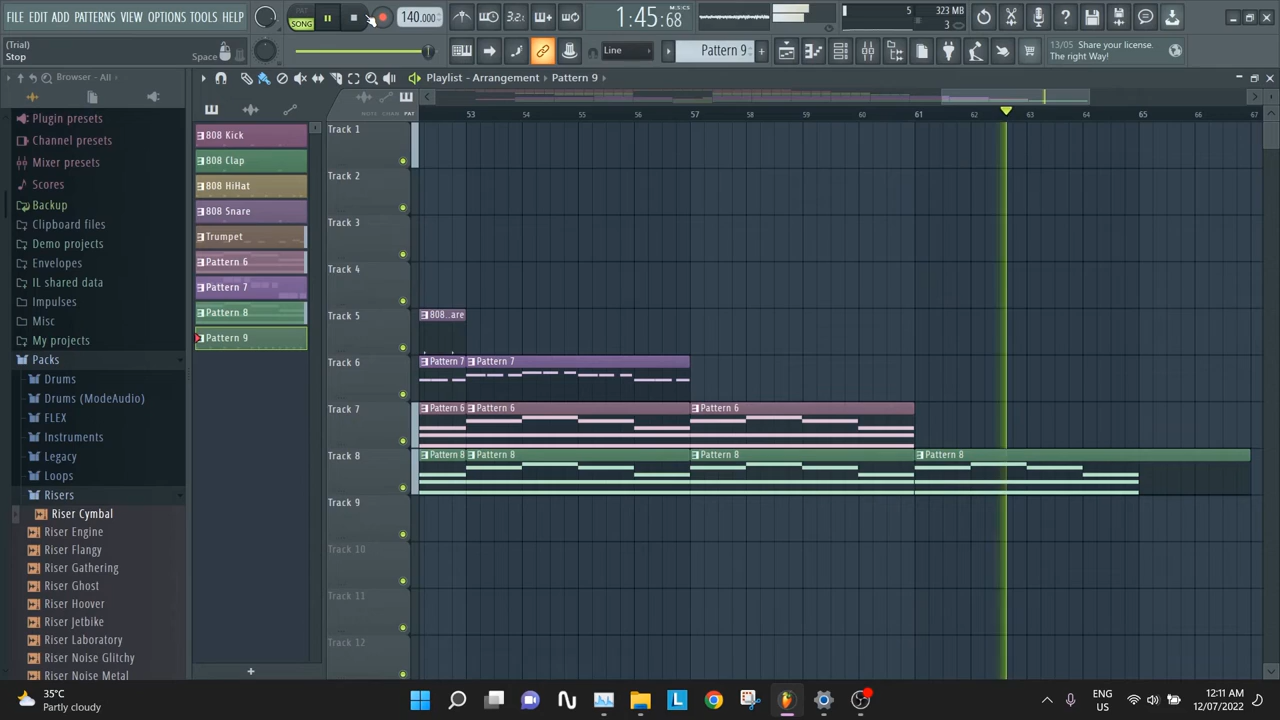 FILE EDIT ADD PATTERNS VIEW OPTIONS TOOLS HELP
PAT
SONG
140.000
3.2.
1:45:68
M:S:CS
5
323 MB
3
(Trial)
Stop
Space
Line
Pattern 9
13/05 Share your license.
The right Way!
Browser - All
Plugin presets
Channel presets
Mixer presets
Scores
Backup
Clipboard files
Demo projects
Envelopes
IL shared data
Impulses
Misc
My projects
Packs
Drums
Drums (ModeAudio)
FLEX
Instruments
Legacy
Loops
Risers
Riser Cymbal
Riser Engine
Riser Flangy
Riser Gathering
Riser Ghost
Riser Hoover
Riser Jetbike
Riser Laboratory
Riser Noise Glitchy
Riser Noise Metal
808 Kick
808 Clap
808 HiHat
808 Snare
Trumpet
Pattern 6
Pattern 7
Pattern 8
Pattern 9
Playlist - Arrangement
Pattern 9
NOTE CHAN PAT
53 54 55 56 57 58 59 60 61 62 63 64 65 66 67
Track 1
Track 2
Track 3
Track 4
Track 5
808..are
Track 6
Pattern 7
Pattern 7
Track 7
Pattern 6
Pattern 6
Pattern 6
Track 8
Pattern 8
Pattern 8
Pattern 8
Pattern 8
Track 9
Track 10
Track 11
Track 12
35°C
Partly cloudy
L
ENG
US
12:11 AM
12/07/2022